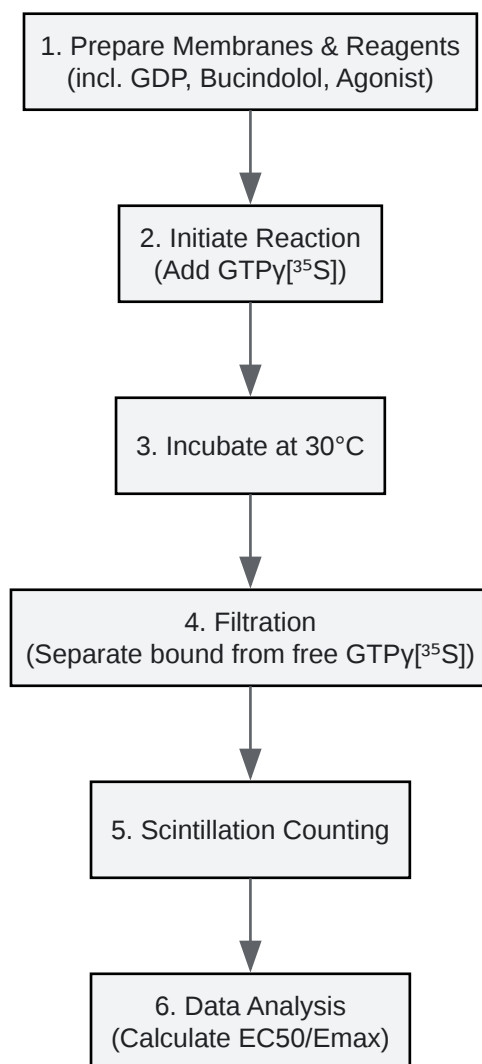 1. Prepare Membranes & Reagents
(incl. GDP, Bucindolol, Agonist)
2. Initiate Reaction
(Add GTPγ[³⁵S])
3. Incubate at 30°C
4. Filtration
(Separate bound from free GTPγ[³⁵S])
5. Scintillation Counting
6. Data Analysis
(Calculate EC50/Emax)